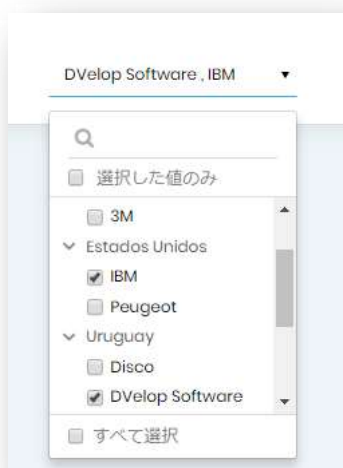 DVelop Software , IBM
選択した値のみ
3M
Estados Unidos
IBM
Peugeot
Uruguay
Disco
DVelop Software
すべて選択